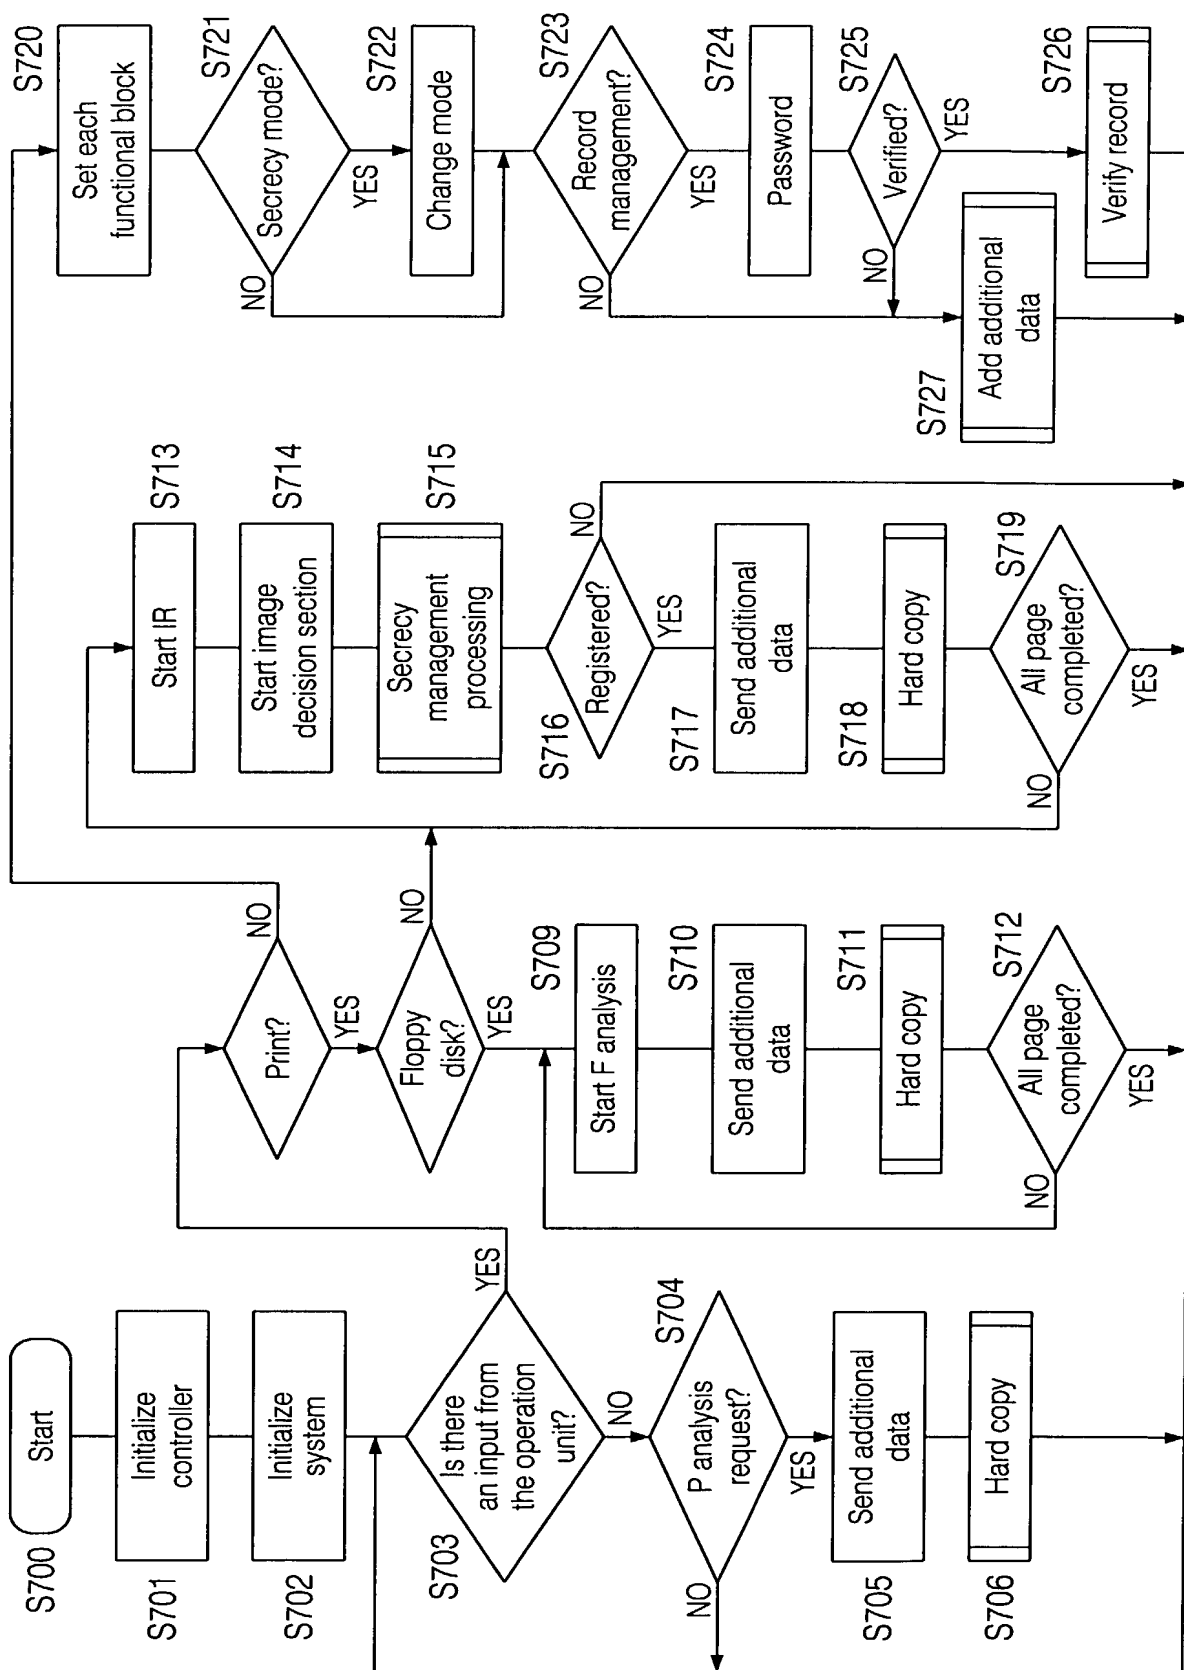 S700
Start
S701
Initialize
controller
S702
Initialize
system
S703
Is there
an input from
the operation
unit?
YES
NO
S704
P analysis
request?
NO
YES
S705
Send additional
data
S706
Hard copy
Print?
NO
YES
Floppy
disk?
NO
YES
S709
Start F analysis
S710
Send additional
data
S711
Hard copy
S712
All page
completed?
NO
YES
S713
Start IR
S714
Start image
decision section
S715
Secrecy
management
processing
S716
Registered?
NO
YES
S717
Send additional
data
S718
Hard copy
S719
All page
completed?
NO
YES
S720
Set each
functional block
S721
Secrecy mode?
NO
YES
S722
Change mode
S723
Record
management?
NO
YES
S724
Password
S725
Verified?
NO
YES
S726
Verify record
S727
Add additional
data